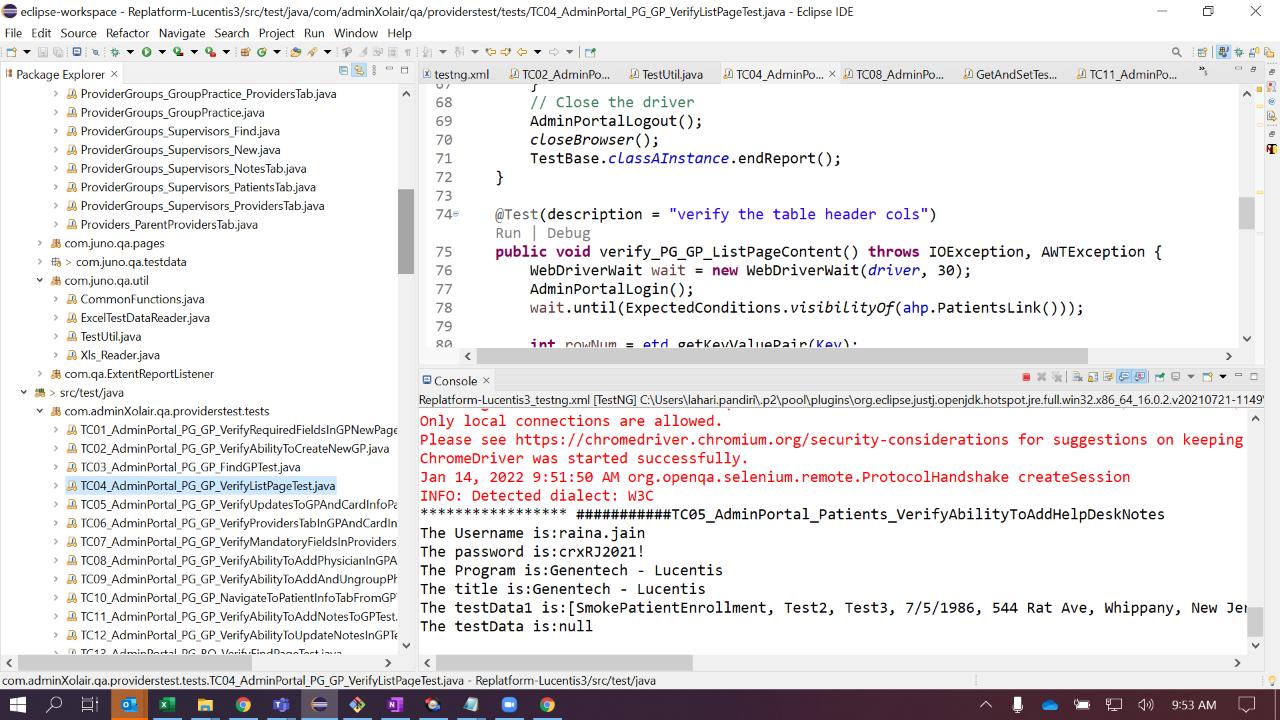 eclipse-workspace - Replatform-Lucentis3/src/test/java/com/adminXolair/qa/providerstest/tests/TC04_AdminPortal_PG_GP_VerifyListPageTest.java - Eclipse IDE
File Edit Source Refactor Navigate Search Project Run Window Help
Package Explorer
ProviderGroups_GroupPractice_ProvidersTab.java
ProviderGroups_GroupPractice.java
ProviderGroups_Supervisors_Find.java
ProviderGroups_Supervisors_New.java
ProviderGroups_Supervisors_NotesTab.java
ProviderGroups_Supervisors_PatientsTab.java
ProviderGroups_Supervisors_ProvidersTab.java
Providers_ParentProvidersTab.java
com.juno.qa.pages
> com.juno.qa.testdata
com.juno.qa.util
CommonFunctions.java
ExcelTestDataReader.java
TestUtil.java
Xls_Reader.java
com.qa.ExtentReportListener
> src/test/java
com.adminXolair.qa.providerstest.tests
TC01_AdminPortal_PG_GP_VerifyRequiredFieldsInGPNewPage
TC02_AdminPortal_PG_GP_VerifyAbilityToCreateNewGP.java
TC03_AdminPortal_PG_GP_FindGPTest.java
TC04_AdminPortal_PG_GP_VerifyListPageTest.java
TC05_AdminPortal_PG_GP_VerifyUpdatesToGPAndCardInfoPa
TC06_AdminPortal_PG_GP_VerifyProvidersTabInGPAndCardIn
TC07_AdminPortal_PG_GP_VerifyMandatoryFieldsInProviders
TC08_AdminPortal_PG_GP_VerifyAbilityToAddPhysicianInGPA
TC09_AdminPortal_PG_GP_VerifyAbilityToAddAndUngroupPh
TC10_AdminPortal_PG_GP_NavigateToPatientInfoTabFromGP
TC11_AdminPortal_PG_GP_VerifyAbilityToAddNotesToGPTest.
TC12_AdminPortal_PG_GP_VerifyAbilityToUpdateNotesInGPTe
TC13_AdminPortal_PG_BO_VerifyFindPageTest.java
testng.xml TC02_AdminPo... TestUtil.java TC04_AdminPo... TC08_AdminPo... GetAndSetTes... TC11_AdminPo...
67 }
68 // Close the driver
69 AdminPortalLogout();
70 closeBrowser();
71 TestBase.classAInstance.endReport();
72 }
73
74 @Test(description = "verify the table header cols")
Run | Debug
75 public void verify_PG_GP_ListPageContent() throws IOException, AWTException {
76 WebDriverWait wait = new WebDriverWait(driver, 30);
77 AdminPortalLogin();
78 wait.until(ExpectedConditions.visibilityOf(ahp.PatientsLink()));
79
80 int rowNum = etd.getKeyValuePair(Key);
Console
Replatform-Lucentis3_testng.xml [TestNG] C:\Users\lahari.pandiri\.p2\pool\plugins\org.eclipse.justj.openjdk.hotspot.jre.full.win32.x86_64_16.0.2.v20210721-1149
Only local connections are allowed.
Please see https://chromedriver.chromium.org/security-considerations for suggestions on keeping
ChromeDriver was started successfully.
Jan 14, 2022 9:51:50 AM org.openqa.selenium.remote.ProtocolHandshake createSession
INFO: Detected dialect: W3C
***************** ###########TC05_AdminPortal_Patients_VerifyAbilityToAddHelpDeskNotes
The Username is:raina.jain
The password is:crxRJ2021!
The Program is:Genentech - Lucentis
The title is:Genentech - Lucentis
The testData1 is:[SmokePatientEnrollment, Test2, Test3, 7/5/1986, 544 Rat Ave, Whippany, New Jer
The testData is:null
com.adminXolair.qa.providerstest.tests.TC04_AdminPortal_PG_GP_VerifyListPageTest.java - Replatform-Lucentis3/src/test/java
9:53 AM